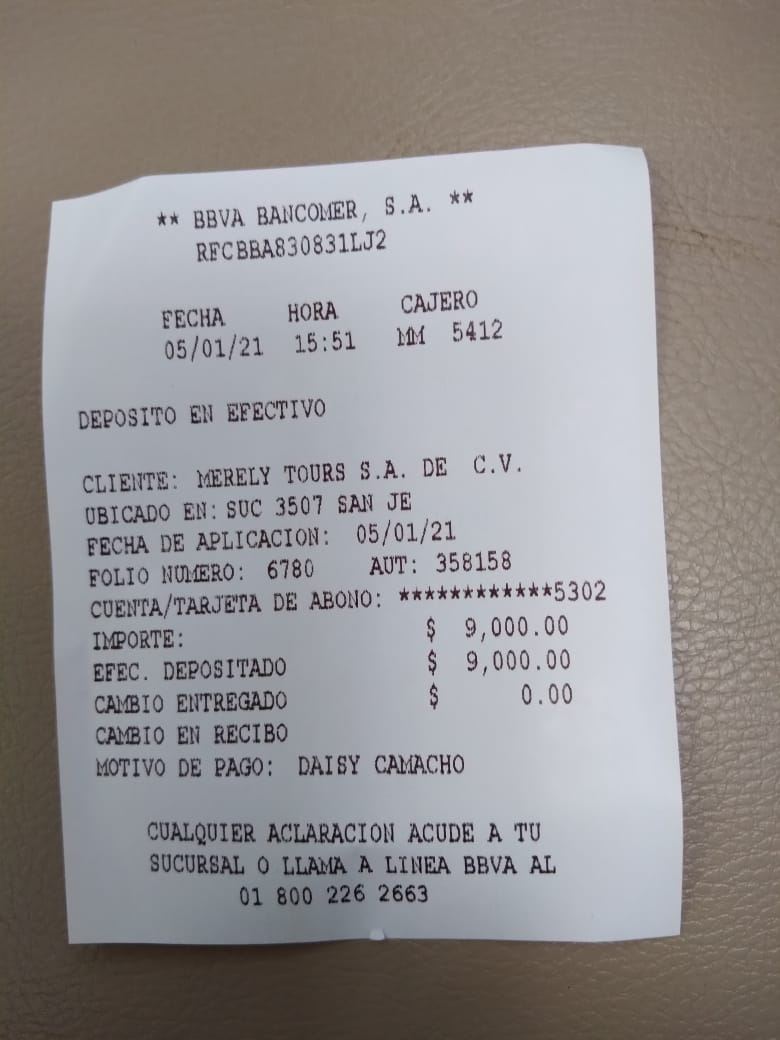 ** BBVA BANCOMER, S.A. **
RFCBBA830831LJ2
FECHA HORA CAJERO
05/01/21 15:51 MM 5412
DEPOSITO EN EFECTIVO
CLIENTE: MERELY TOURS S.A. DE C.V.
UBICADO EN: SUC 3507 SAN JE
FECHA DE APLICACION: 05/01/21
FOLIO NUMERO: 6780 AUT: 358158
CUENTA/TARJETA DE ABONO: ************5302
IMPORTE: $ 9,000.00
EFEC. DEPOSITADO $ 9,000.00
CAMBIO ENTREGADO $ 0.00
CAMBIO EN RECIBO
MOTIVO DE PAGO: DAISY CAMACHO
CUALQUIER ACLARACION ACUDE A TU
SUCURSAL O LLAMA A LINEA BBVA AL
01 800 226 2663